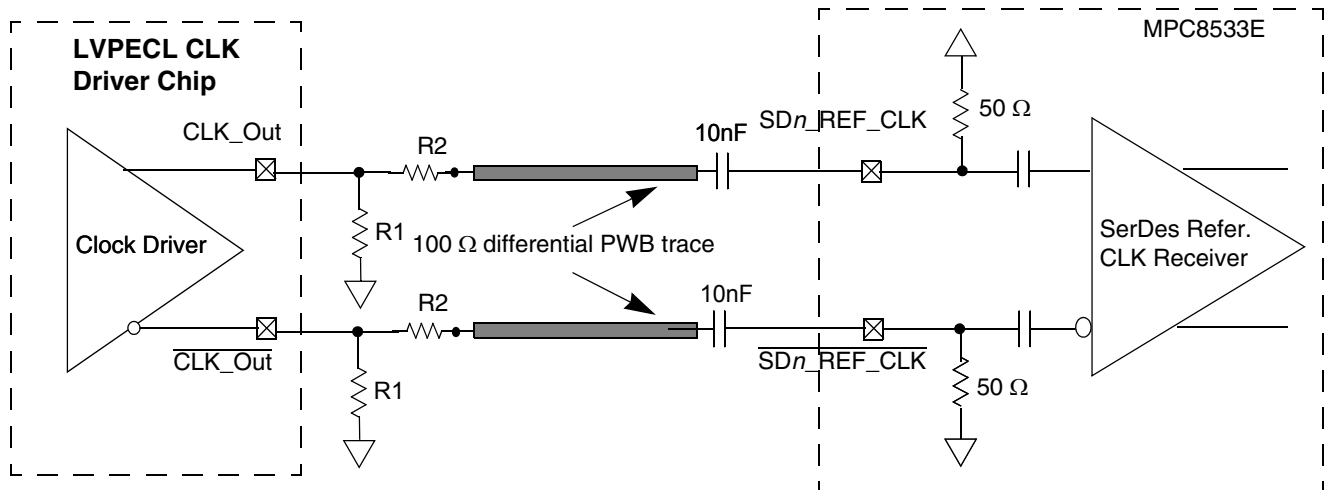 MPC8533E
LVPECL CLK
Driver Chip
CLK_Out
R2
10nF
SDn_REF_CLK
50 Ω
Clock Driver
R1
100 Ω differential PWB trace
SerDes Refer.
CLK Receiver
R2
10nF
CLK_Out
SDn_REF_CLK
R1
50 Ω